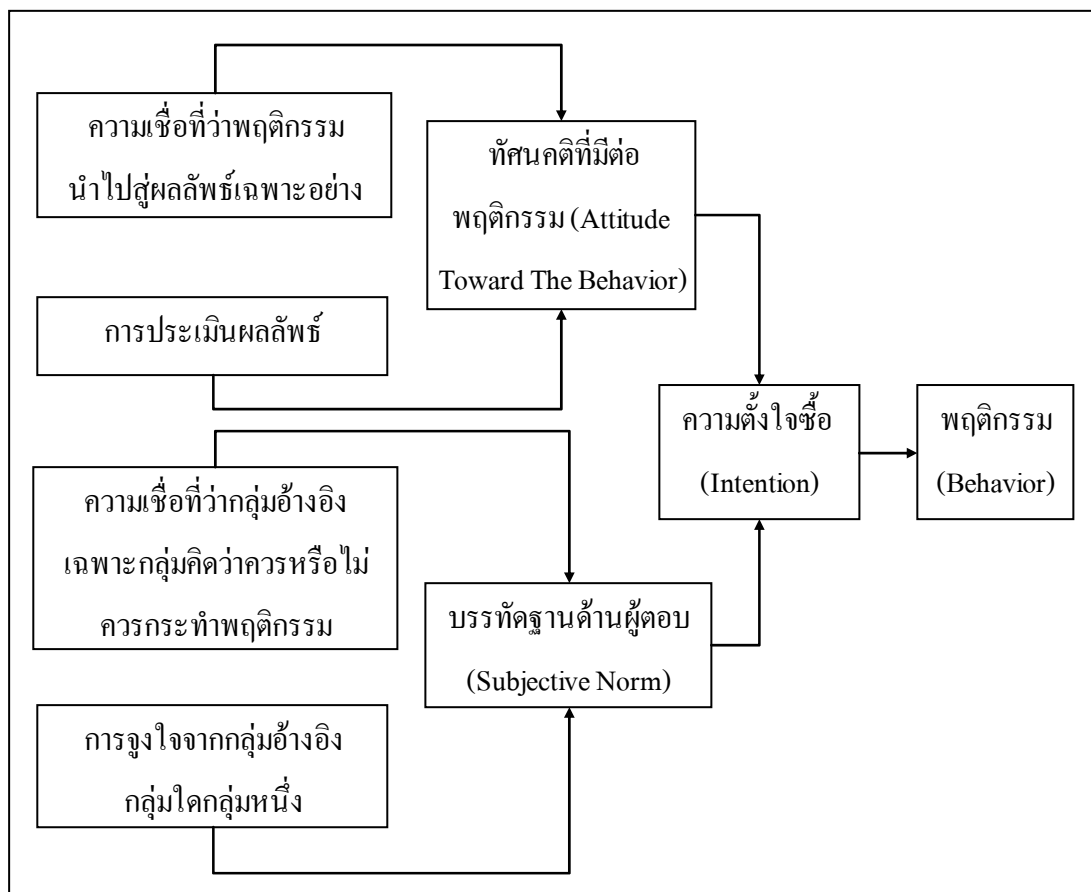 ความเชื่อที่ว่าพฤติกรรม
นำไปสู่ผลลัพธ์เฉพาะอย่าง
ทัศนคติที่มีต่อ
พฤติกรรม (Attitude
Toward The Behavior)
การประเมินผลลัพธ์
ความตั้งใจซื้อ
(Intention)
พฤติกรรม
(Behavior)
ความเชื่อที่ว่ากลุ่มอ้างอิง
เฉพาะกลุ่มคิดว่าควรหรือไม่
ควรกระทำพฤติกรรม
บรรทัดฐานด้านผู้ตอบ
(Subjective Norm)
การจูงใจจากกลุ่มอ้างอิง
กลุ่มใดกลุ่มหนึ่ง